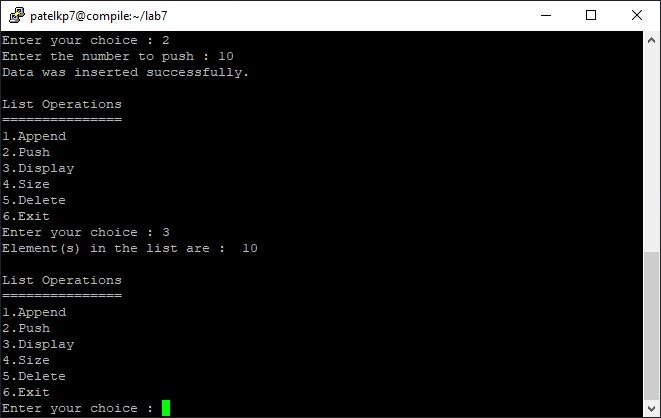 patelkp7@compile:~/lab7
Enter your choice : 2
Enter the number to push : 10
Data was inserted successfully.
List Operations
===============
1.Append
2.Push
3.Display
4.Size
5.Delete
6.Exit
Enter your choice : 3
Element(s) in the list are :  10
List Operations
===============
1.Append
2.Push
3.Display
4.Size
5.Delete
6.Exit
Enter your choice :